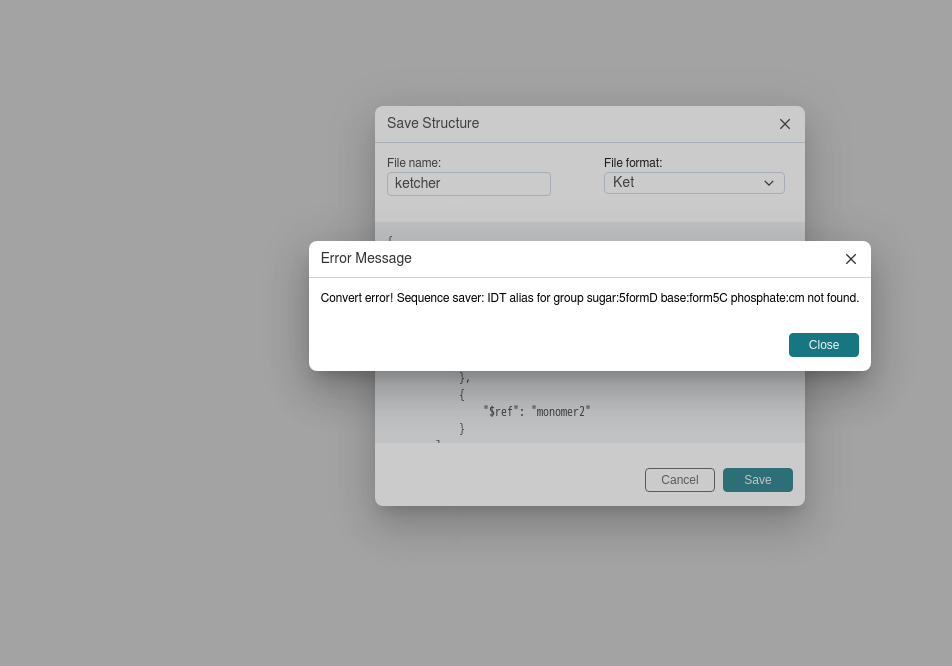 Save Structure
File name:
File format:
ketcher
Ket
{
Error Message
Convert error! Sequence saver: IDT alias for group sugar:5formD base:form5C phosphate:cm not found.
Close
},
{
"$ref": "monomer2"
}
Cancel
Save